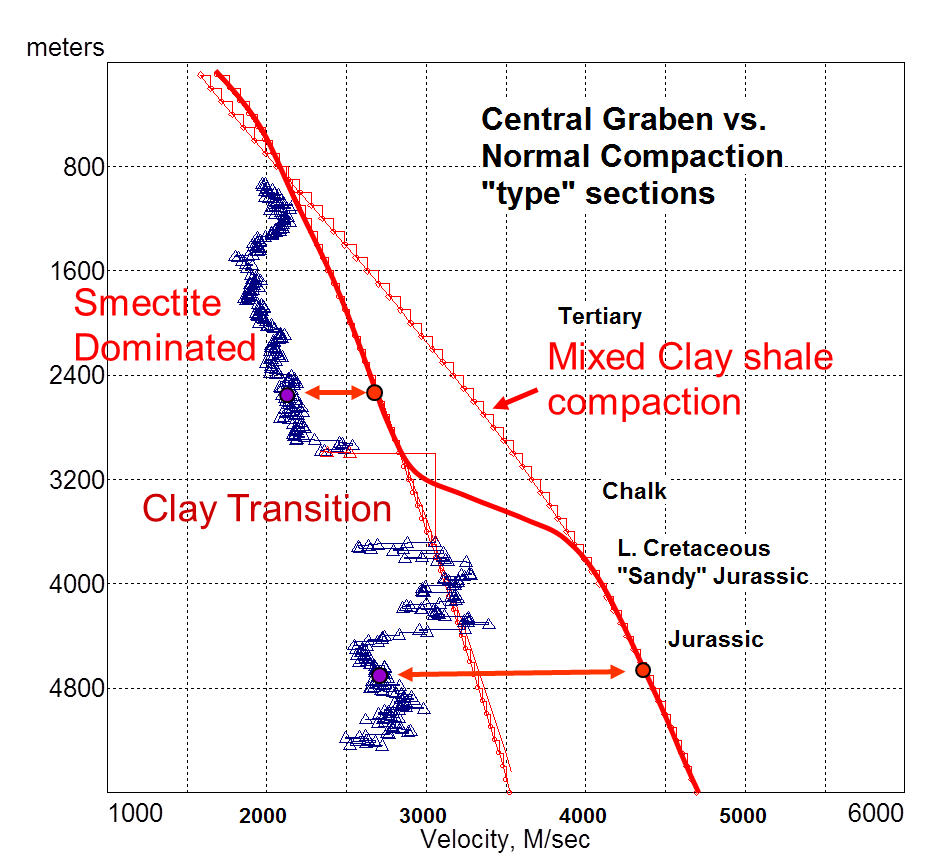 meters
Central Graben vs.
Normal Compaction
"type" sections
800
1600
Smectite
Dominated
Tertiary
Mixed Clay shale
compaction
2400
3200
Chalk
Clay Transition
L. Cretaceous
"Sandy" Jurassic
4000
Jurassic
4800
1000 2000 3000 4000 5000 6000
Velocity, M/sec